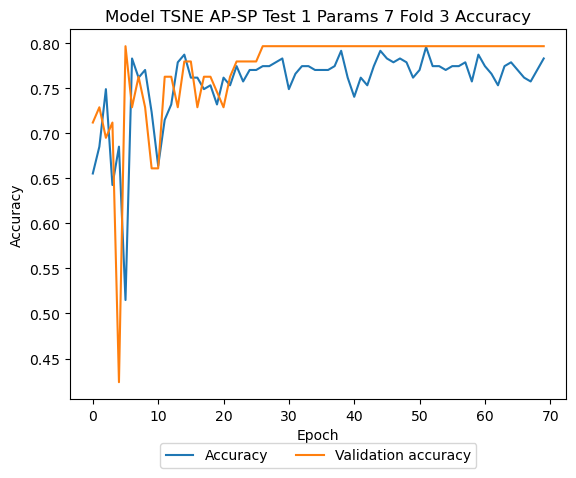 Model TSNE AP-SP Test 1 Params 7 Fold 3 Accuracy
0.80
0.75
0.70
0.65
0.60
0.55
0.50
0.45
Accuracy
0 10 20 30 40 50 60 70
Epoch
Accuracy Validation accuracy